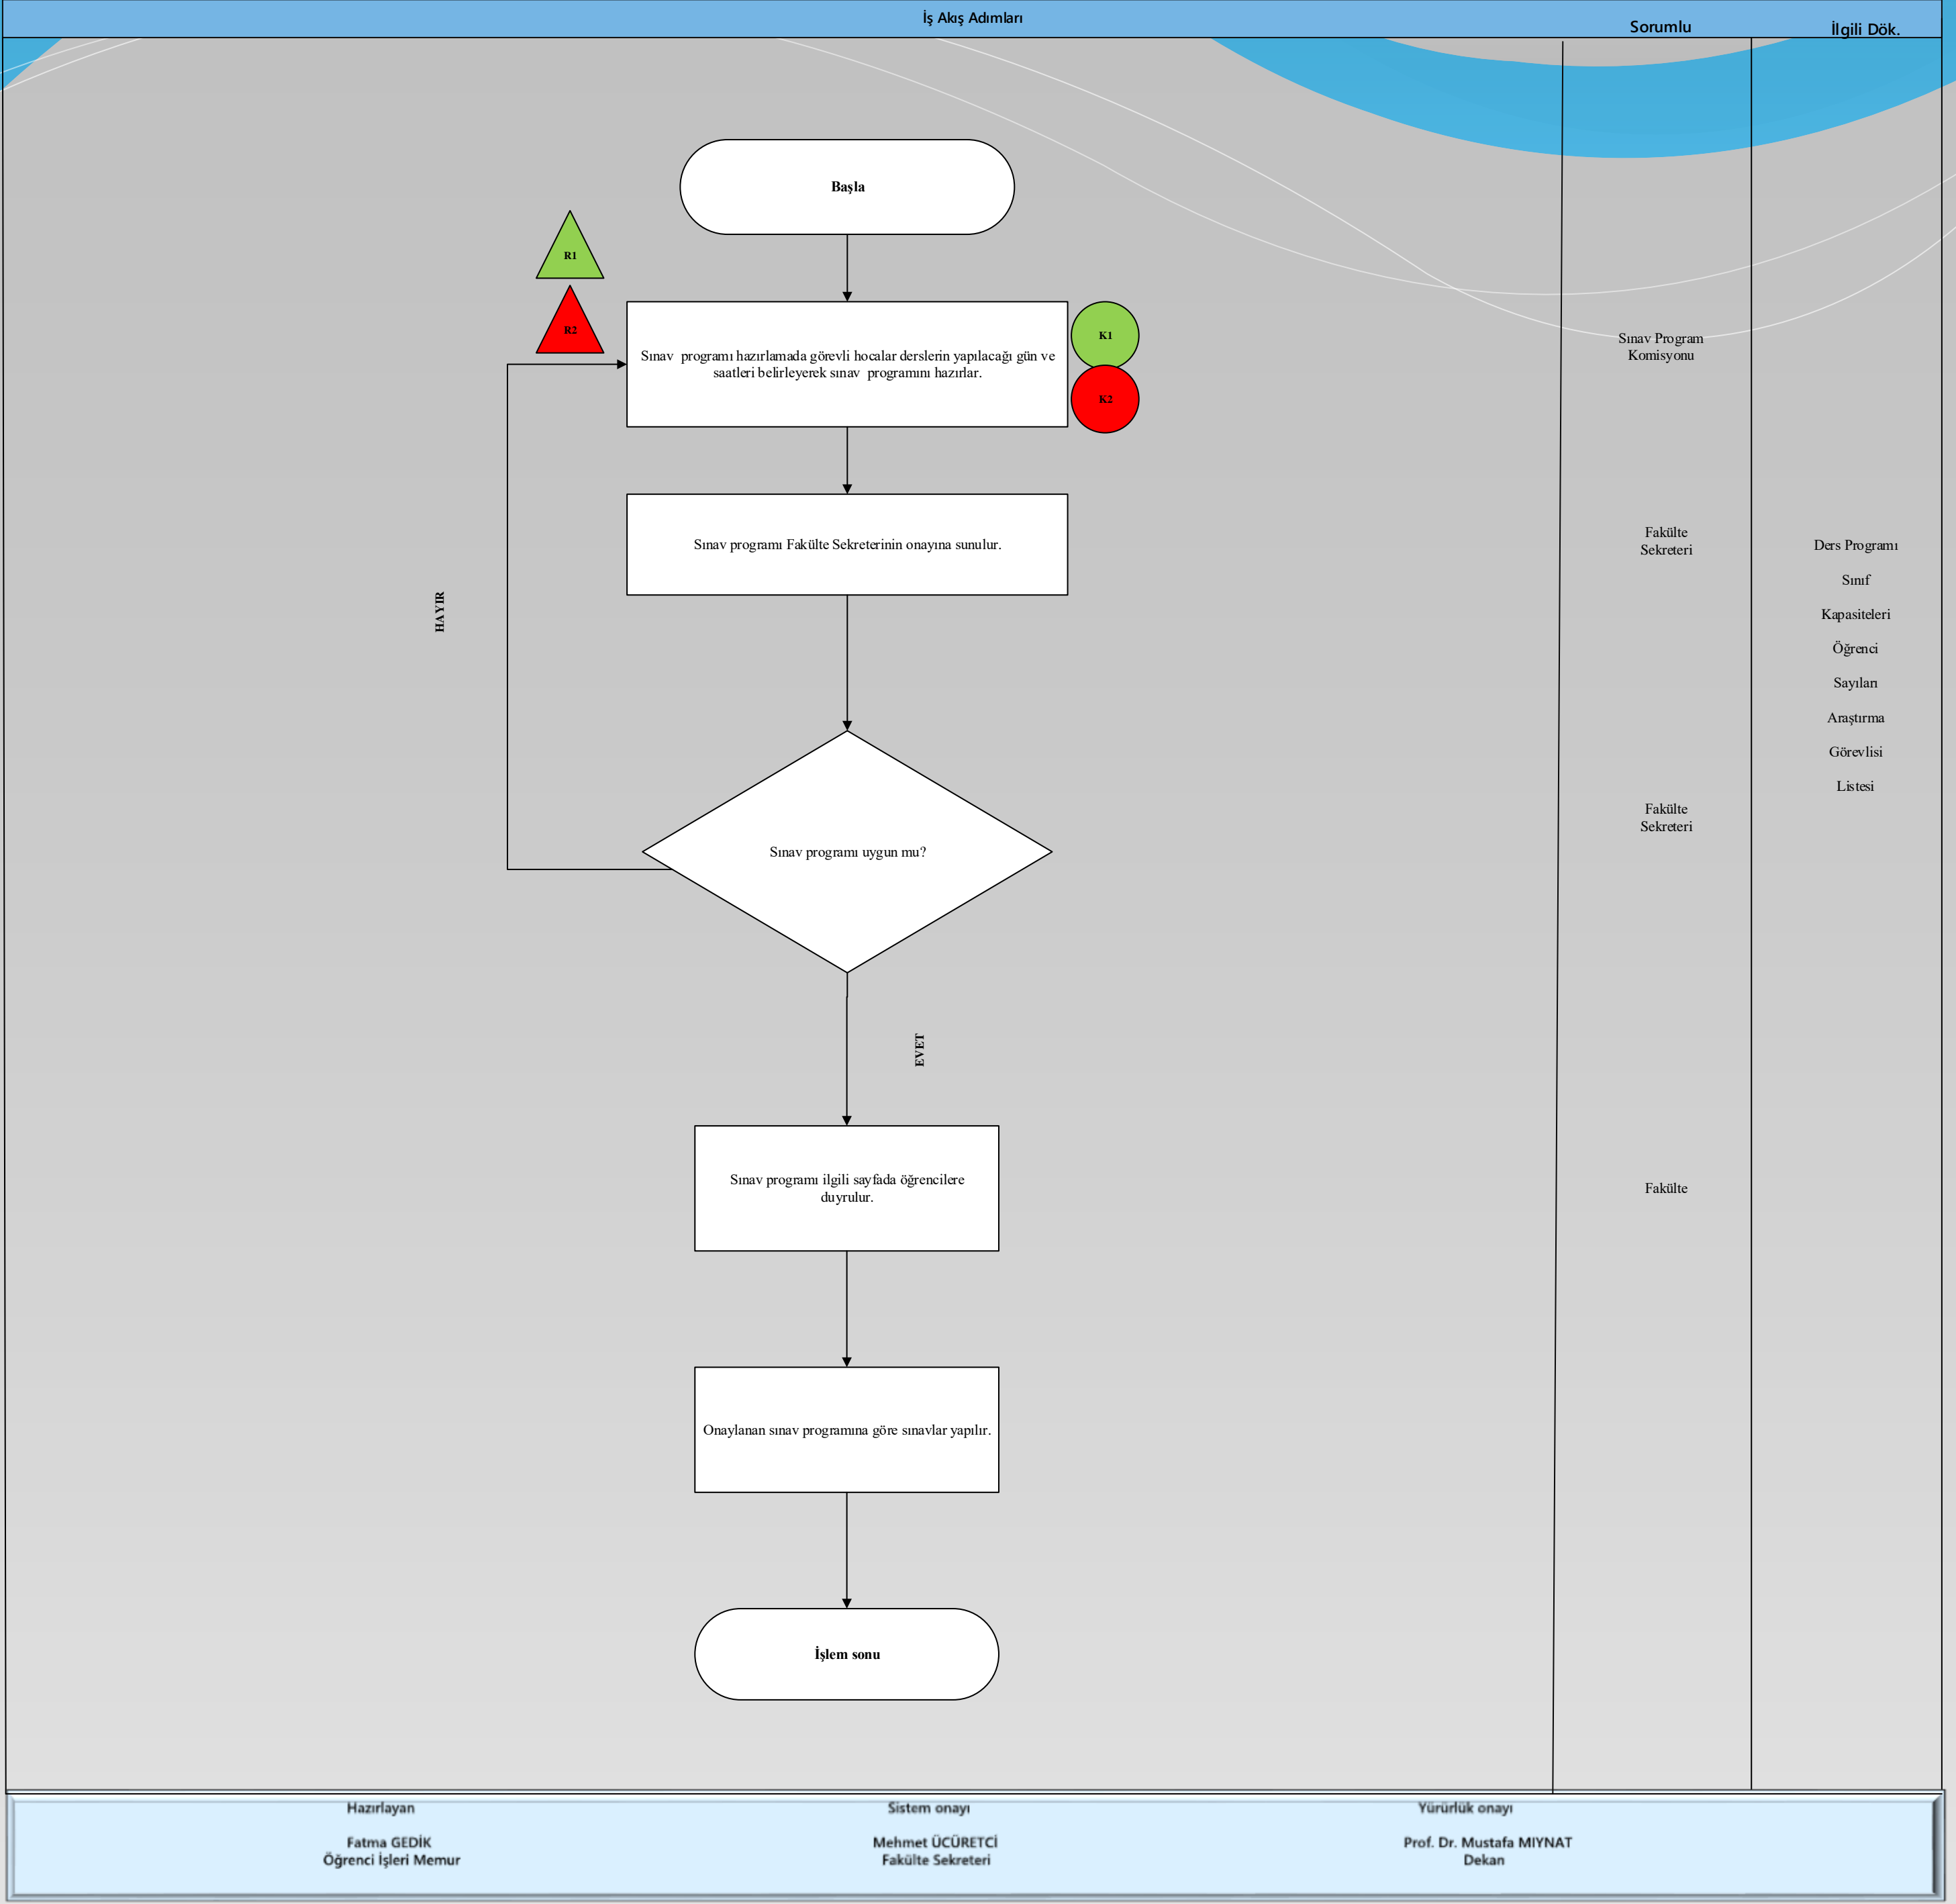 İş Akış Adımları
Sorumlu
İlgili Dök.
Başla
R1
R2
Sınav programı hazırlamada görevli hocalar derslerin yapılacağı gün ve
saatleri belirleyerek sınav programını hazırlar.
K1
K2
Sınav Program
Komisyonu
Sınav programı Fakülte Sekreterinin onayına sunulur.
Fakülte
Sekreteri
Ders Programı
Sınıf
Kapasiteleri
Öğrenci
Sayıları
Araştırma
Görevlisi
Listesi
HAYIR
Sınav programı uygun mu?
Fakülte
Sekreteri
EVET
Sınav programı ilgili sayfada öğrencilere
duyrulur.
Fakülte
Onaylanan sınav programına göre sınavlar yapılır.
İşlem sonu
Hazırlayan
Fatma GEDİK
Öğrenci İşleri Memur
Sistem onayı
Mehmet ÜCÜRETCİ
Fakülte Sekreteri
Yürürlük onayı
Prof. Dr. Mustafa MIYNAT
Dekan